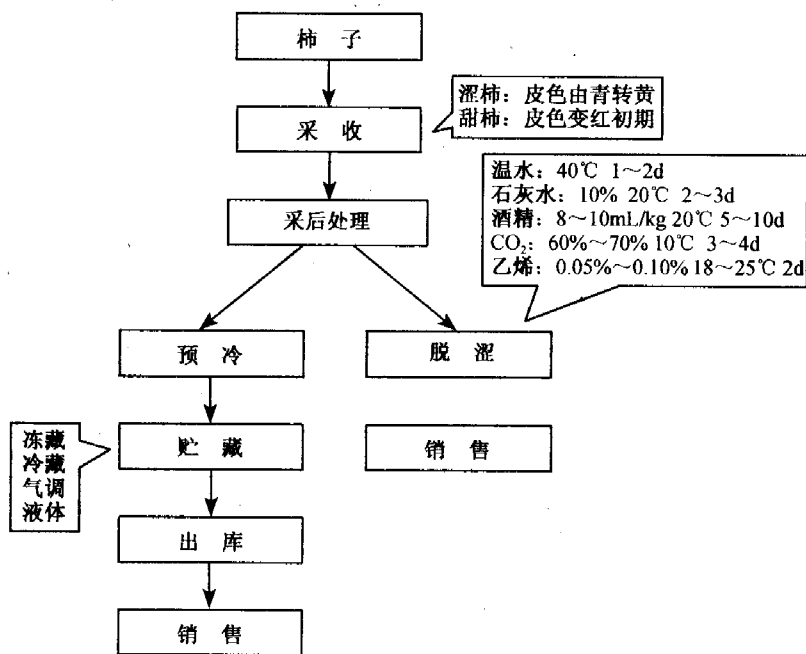 柿 子
涩柿：皮色由青转黄
甜柿：皮色变红初期
采 收
温水：40℃ 1～2d
石灰水：10% 20℃ 2～3d
酒精：8～10mL/kg 20℃ 5～10d
CO₂：60%～70% 10℃ 3～4d
乙烯：0.05%～0.10% 18～25℃ 2d
采后处理
预 冷
脱 涩
冻藏
冷藏
气调
液体
贮 藏
销 售
出 库
销 售